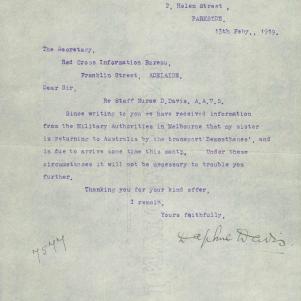 2, Helen Street,
PARKSIDE,
13th Feby., 1919.
The Secretary,
Red Cross Information Bureau,
Franklin Street, ADELAIDE.
Dear Sir,
Re Staff Nurse D.Davis, A.A.N.S.
Since writing to you we have received information
from the Military Authorities in Melbourne that my sister
is returning to Australia by the transport'Demosthenes', and
is due to arrive some time this month. Under these
circumstances it will not be necessary to trouble you
further.
Thanking you for your kind offer,
I remain,
Yours faithfully,
Daphne Davis
7577